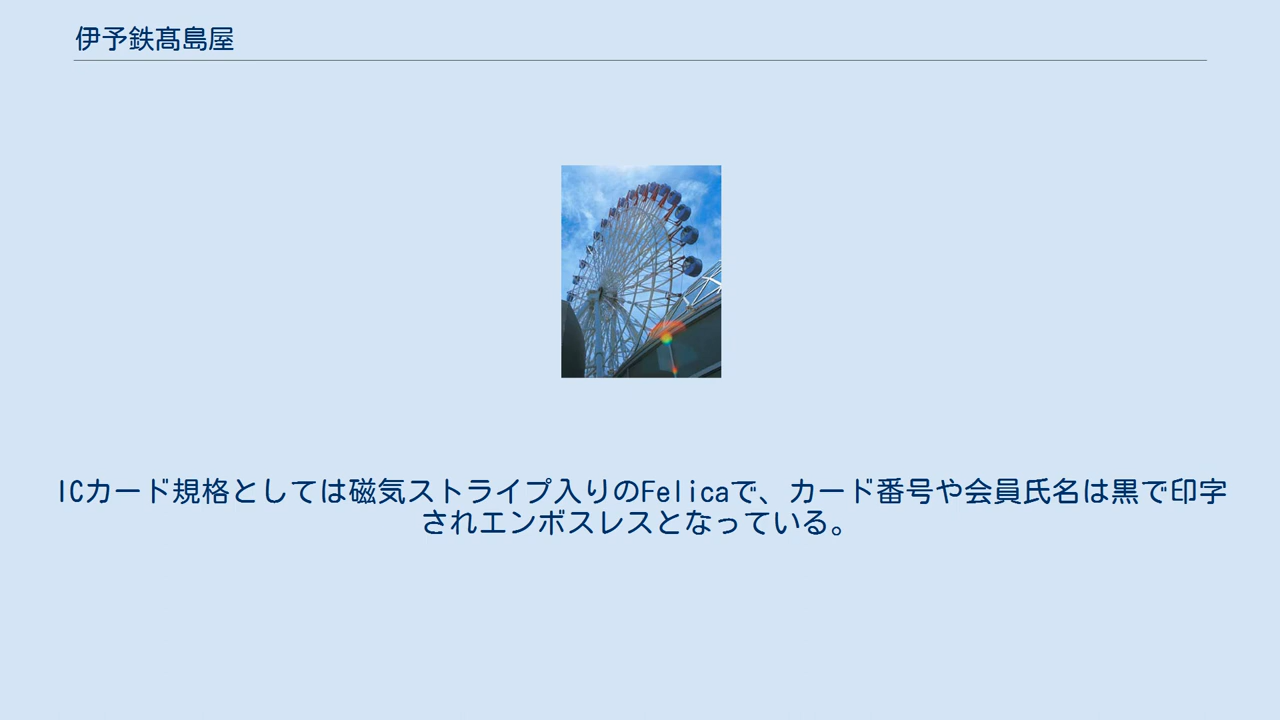 伊予鉄髙島屋
ICカード規格としては磁気ストライプ入りのFelicaで、カード番号や会員氏名は黒で印字
されエンボスレスとなっている。